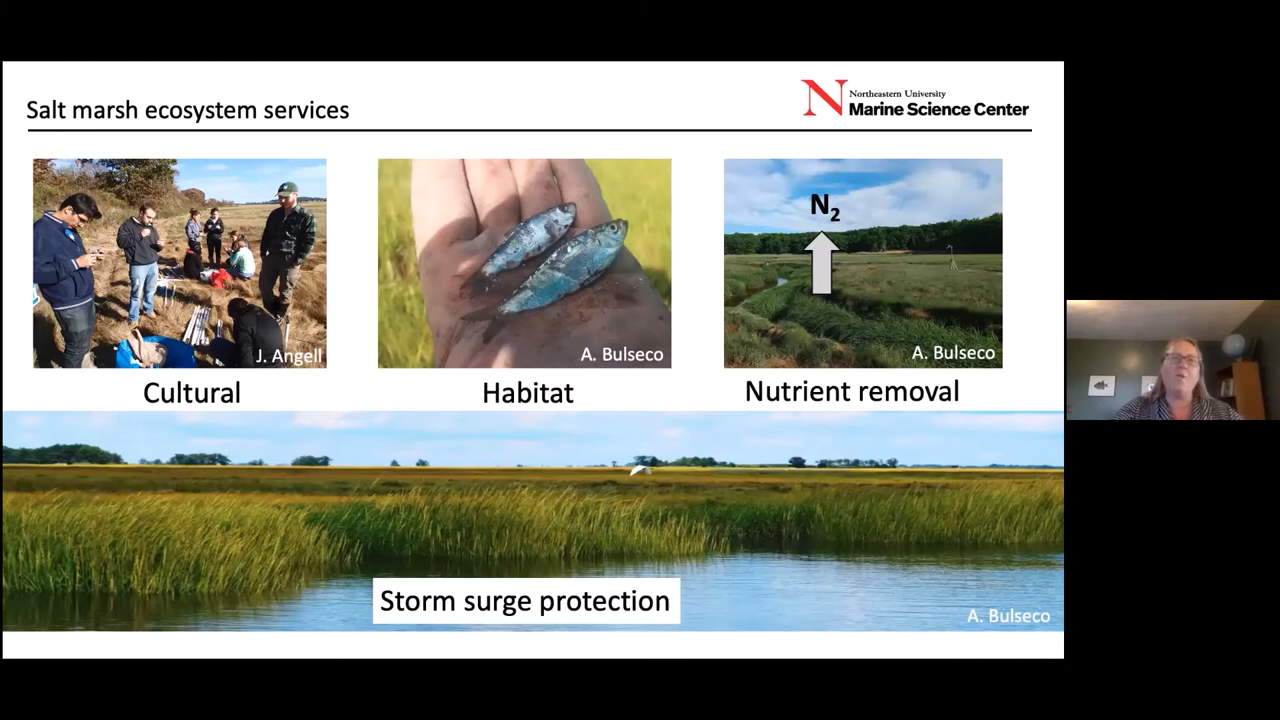 Salt marsh ecosystem services
N
Northeastern University
Marine Science Center
J. Angell
A. Bulseco
N₂
A. Bulseco
Cultural
Habitat
Nutrient removal
Storm surge protection
A. Bulseco